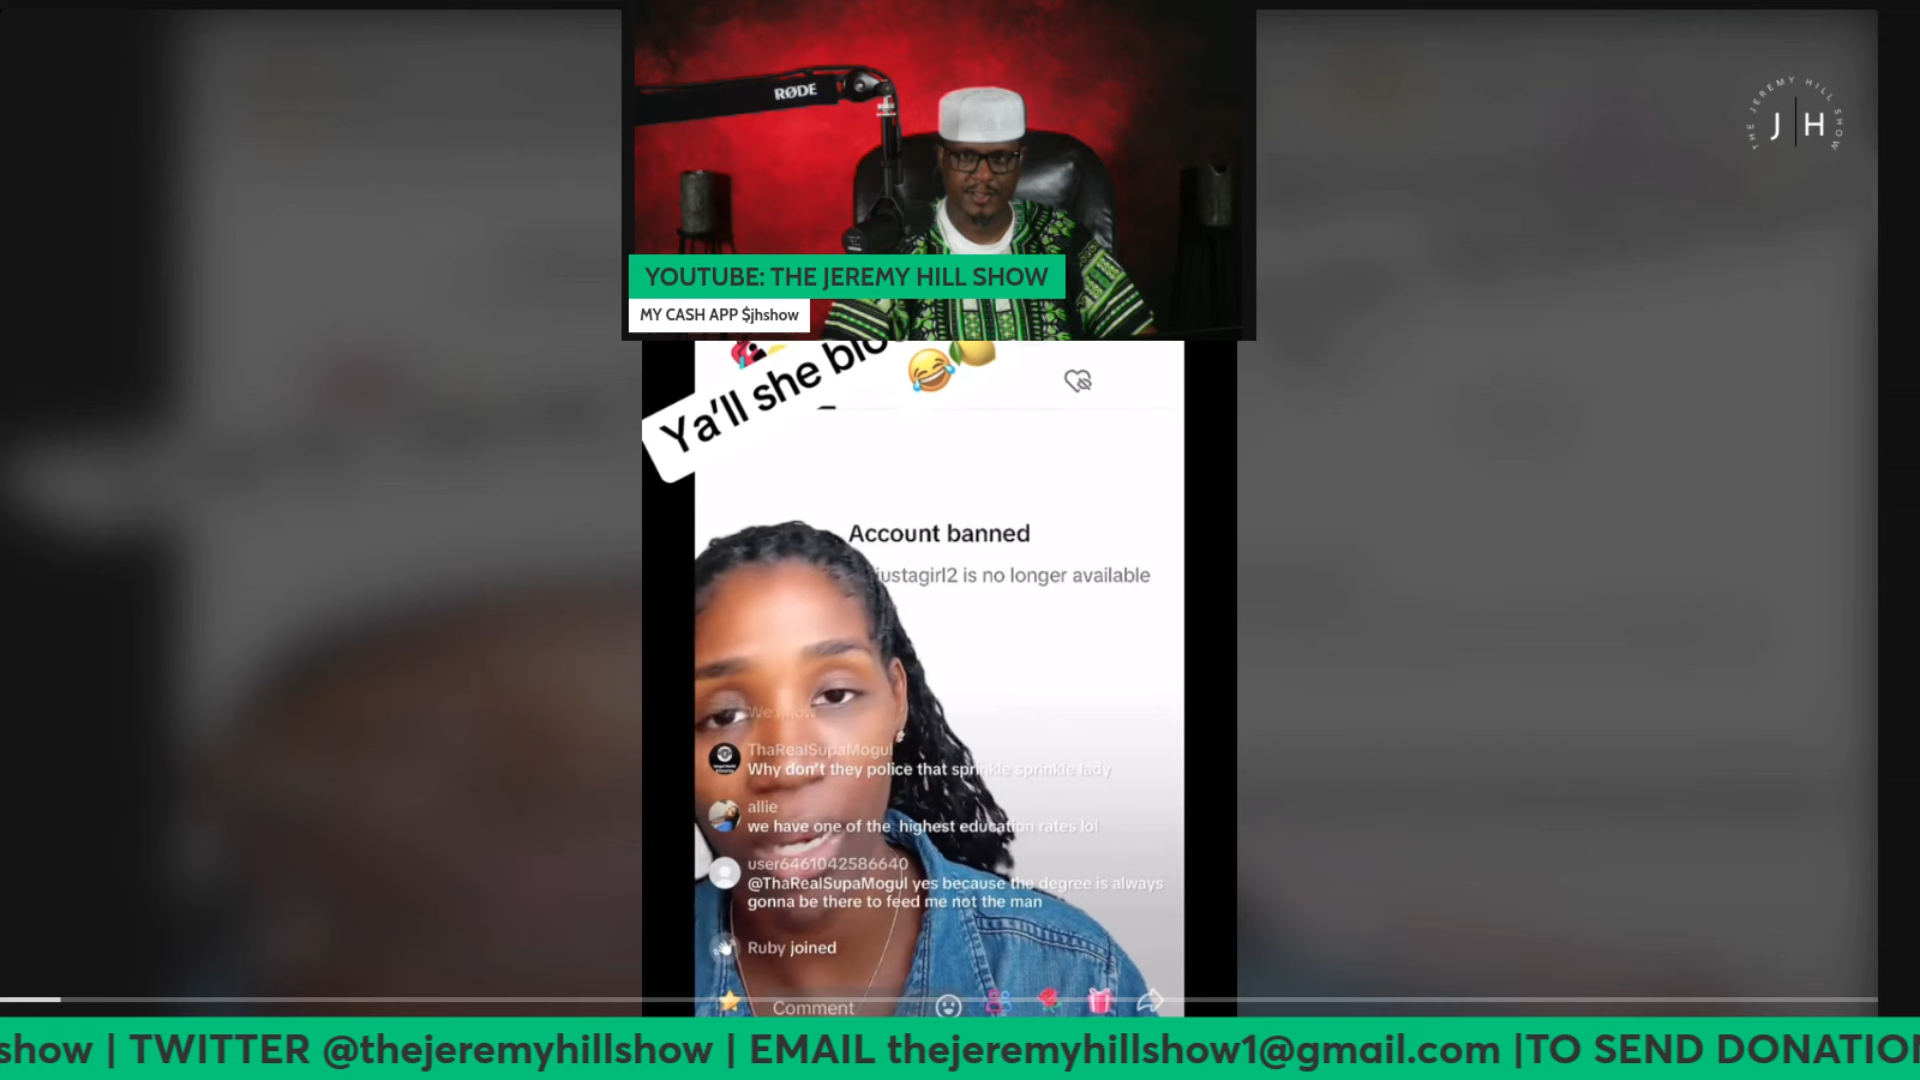 THE JEREMY HILL SHOW
J | H
RØDE
YOUTUBE: THE JEREMY HILL SHOW
MY CASH APP $jhshow
Ya'll she
Account banned
justagirl2 is no longer available
We know
ThaRealSupaMogul
Why don't they police that sprinkle sprinkle lady
allie
we have one of the highest education rates lol
user6461042586640
@ThaRealSupaMogul yes because the degree is always
gonna be there to feed me not the man
Ruby joined
Comment
show | TWITTER @thejeremyhillshow | EMAIL thejeremyhillshow1@gmail.com |TO SEND DONATION